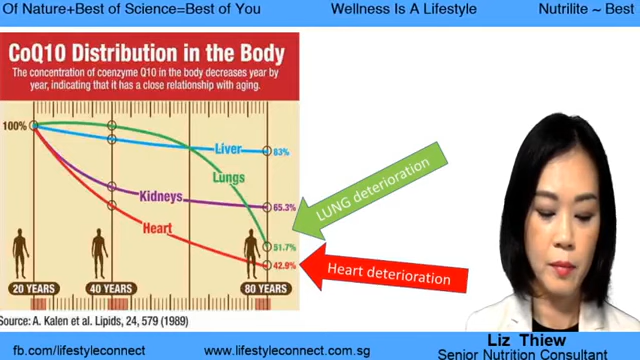 Of Nature+Best of Science=Best of You
Wellness Is A Lifestyle
Nutrilite ~ Best
CoQ10 Distribution in the Body
The concentration of coenzyme Q10 in the body decreases year by
year, indicating that it has a close relationship with aging.
100%
Liver
83%
Lungs
Kidneys
65.3%
Heart
51.7%
42.9%
LUNG deterioration
Heart deterioration
20 YEARS
40 YEARS
80 YEARS
Source: A. Kalen et al. Lipids, 24, 579 (1989)
Liz Thiew
Senior Nutrition Consultant
fb.com/lifestyleconnect
www.lifestyleconnect.com.sg